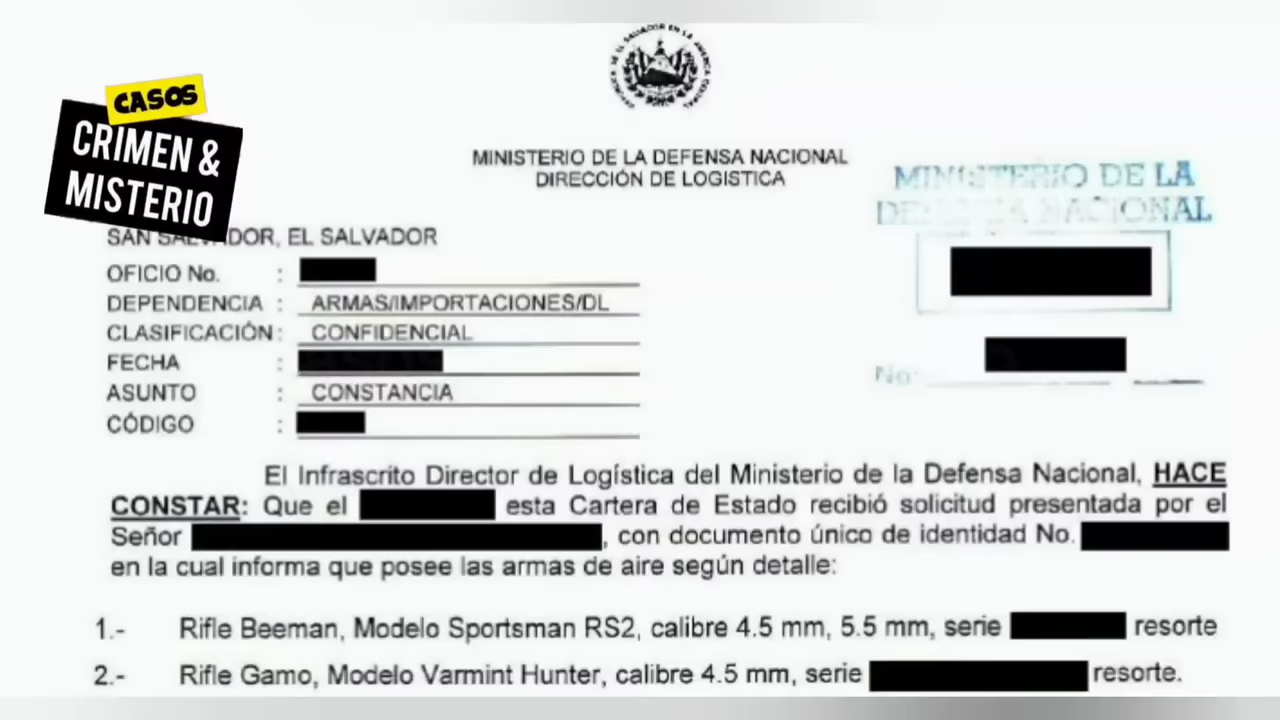 CASOS
CRIMEN &
MISTERIO
MINISTERIO DE LA DEFENSA NACIONAL
DIRECCIÓN DE LOGISTICA
MINISTERIO DE LA
DEFENSA NACIONAL
SAN SALVADOR, EL SALVADOR
OFICIO No. :
DEPENDENCIA : ARMAS/IMPORTACIONES/DL
CLASIFICACIÓN : CONFIDENCIAL
FECHA :
No.
ASUNTO : CONSTANCIA
CÓDIGO :
El Infrascrito Director de Logística del Ministerio de la Defensa Nacional, HACE
CONSTAR: Que el esta Cartera de Estado recibió solicitud presentada por el
Señor , con documento único de identidad No.
en la cual informa que posee las armas de aire según detalle:
1.- Rifle Beeman, Modelo Sportsman RS2, calibre 4.5 mm, 5.5 mm, serie resorte
2.- Rifle Gamo, Modelo Varmint Hunter, calibre 4.5 mm, serie resorte.